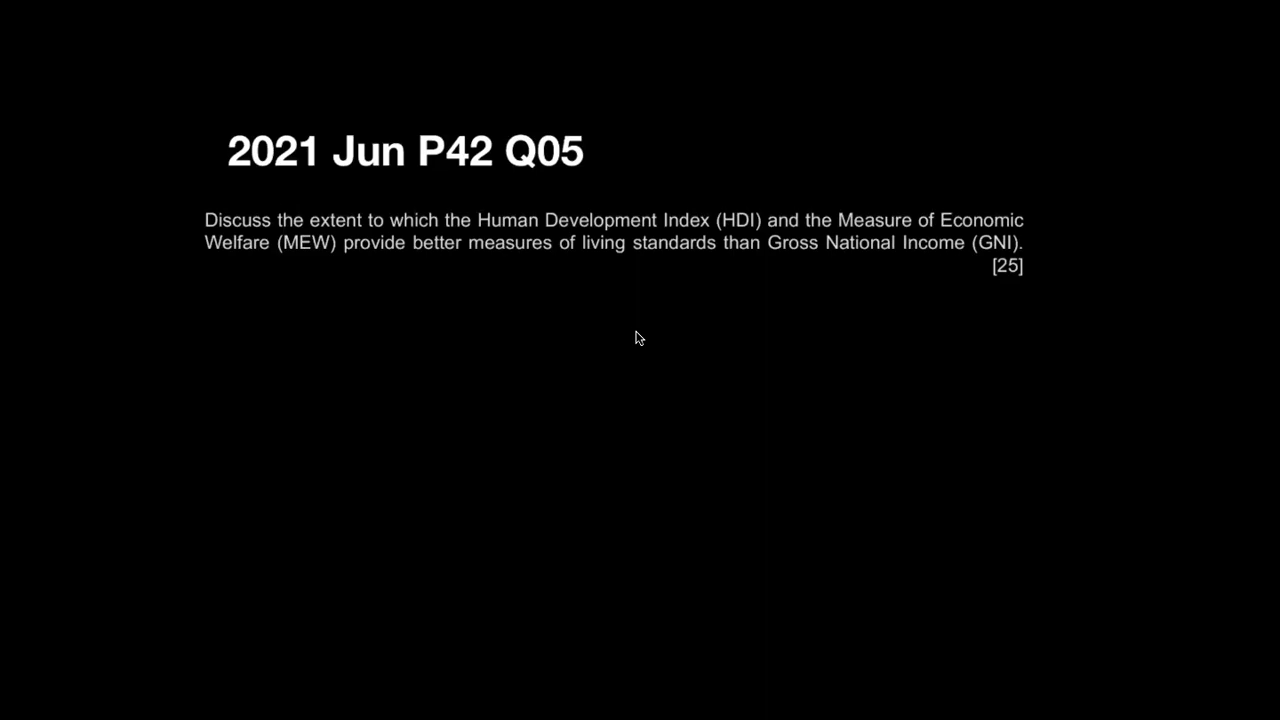 2021 Jun P42 Q05
Discuss the extent to which the Human Development Index (HDI) and the Measure of Economic
Welfare (MEW) provide better measures of living standards than Gross National Income (GNI).
[25]